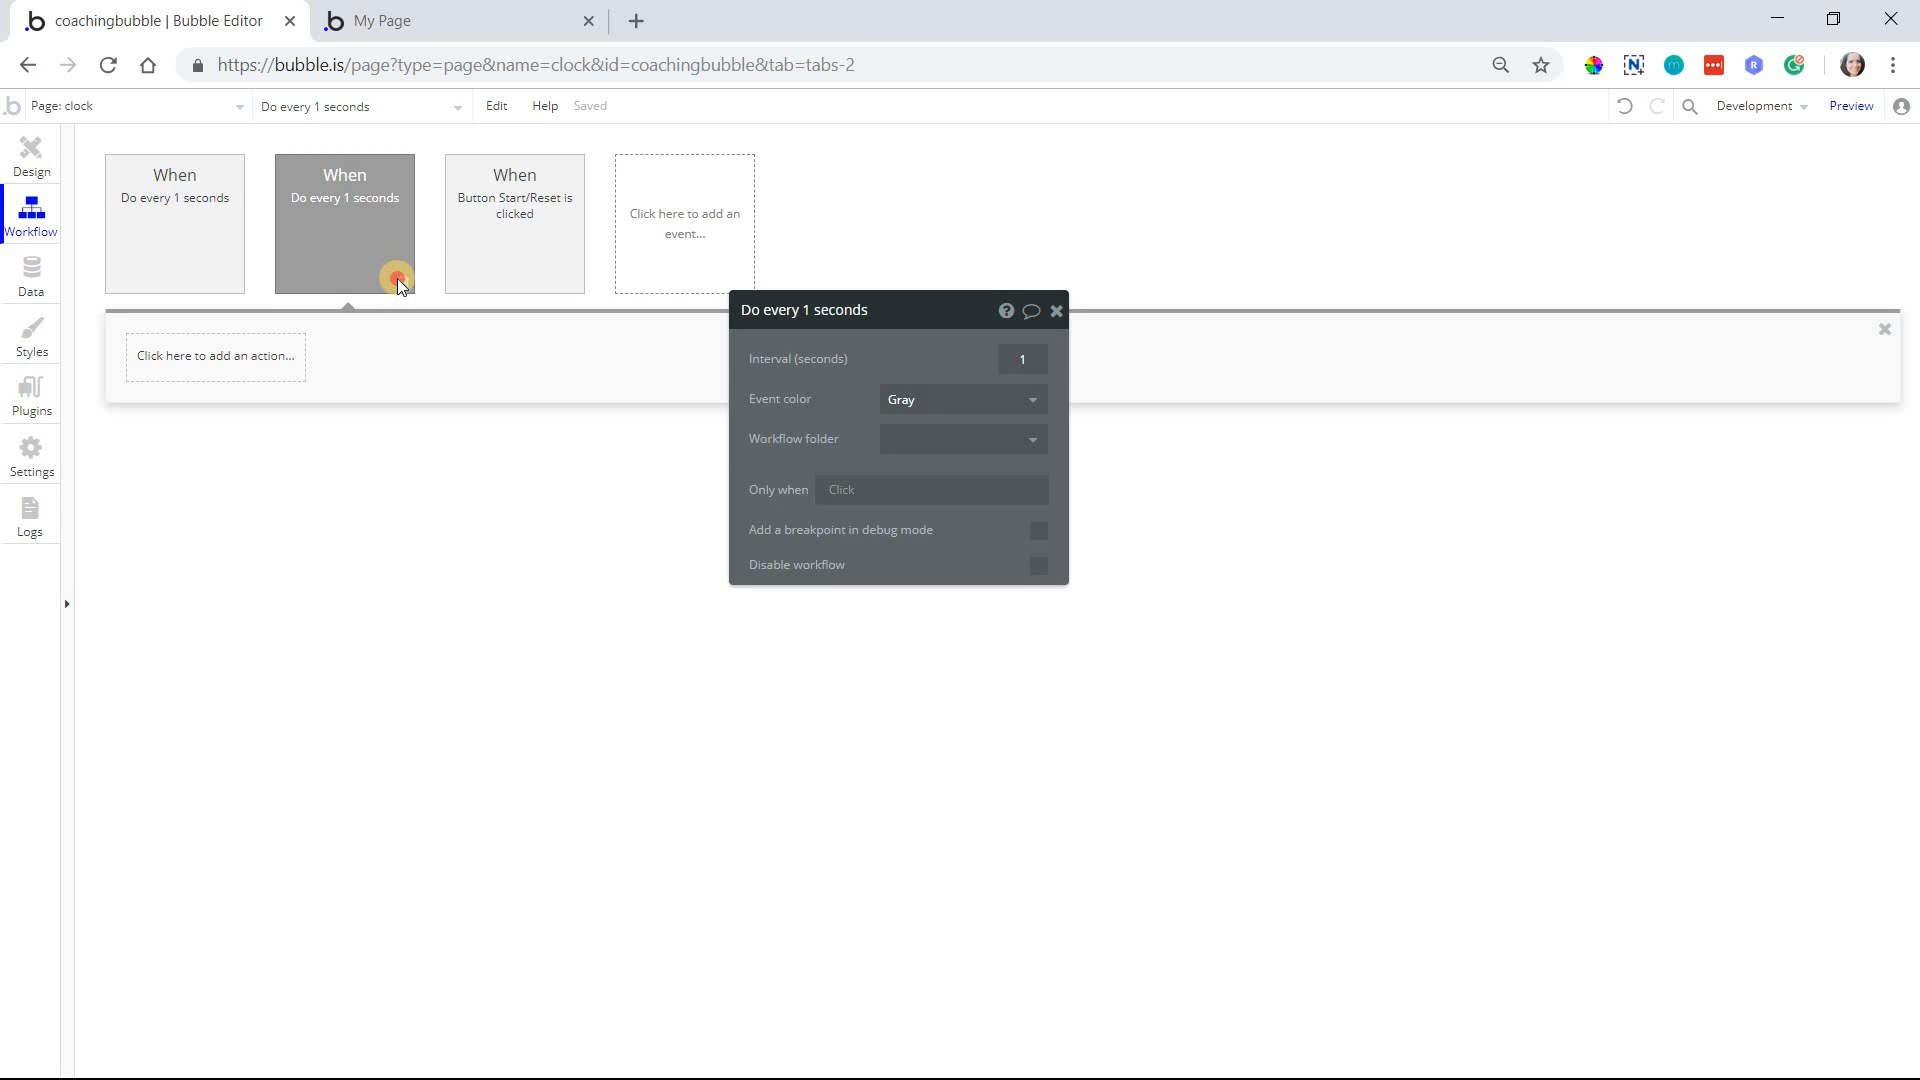 coachingbubble | Bubble Editor
My Page
https://bubble.is/page?type=page&name=clock&id=coachingbubble&tab=tabs-2
Page: clock
Do every 1 seconds
Edit
Help
Saved
Development
Preview
Design
Workflow
Data
Styles
Plugins
Settings
Logs
When
Do every 1 seconds
When
Do every 1 seconds
When
Button Start/Reset is
clicked
Click here to add an
event...
Click here to add an action...
Do every 1 seconds
Interval (seconds)
1
Event color
Gray
Workflow folder
Only when
Click
Add a breakpoint in debug mode
Disable workflow